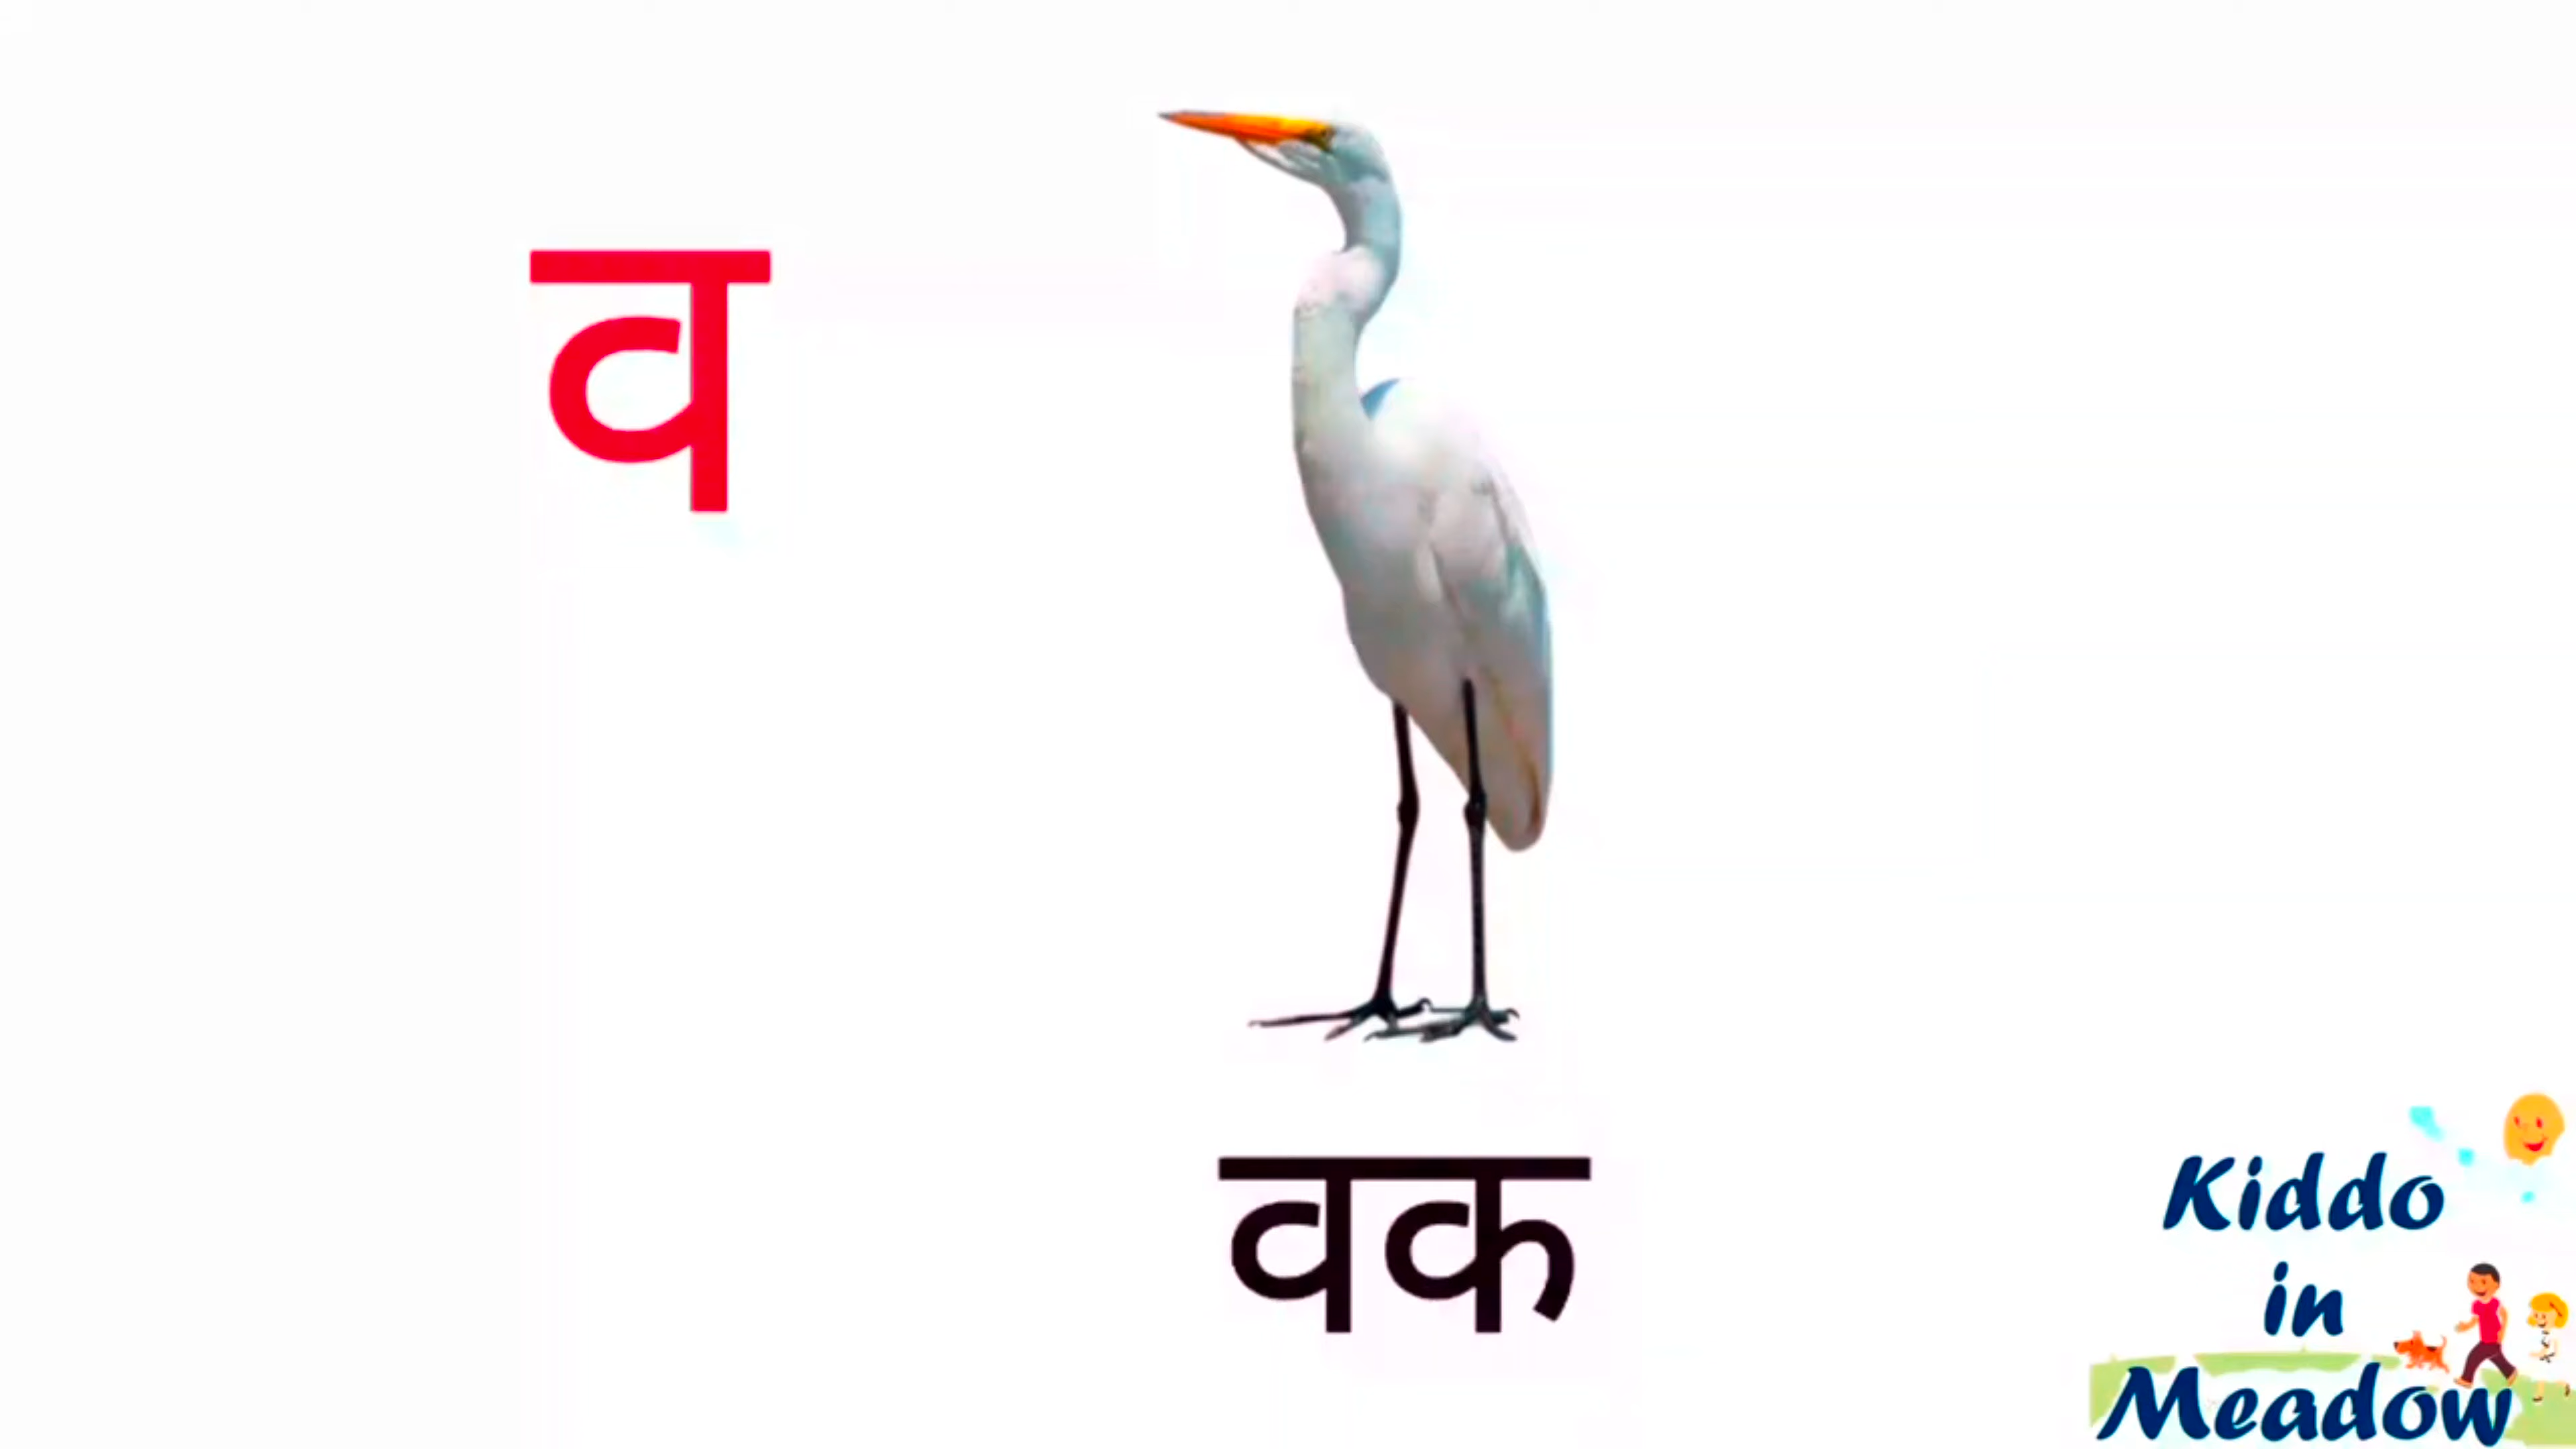 व
वक
Kiddo
in
Meadow